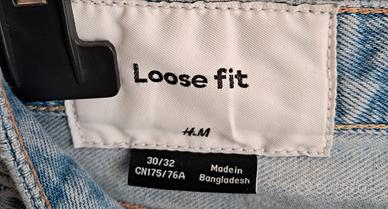 Loose fit
H.M
30/32
CN175/76A
Made in
Bangladesh